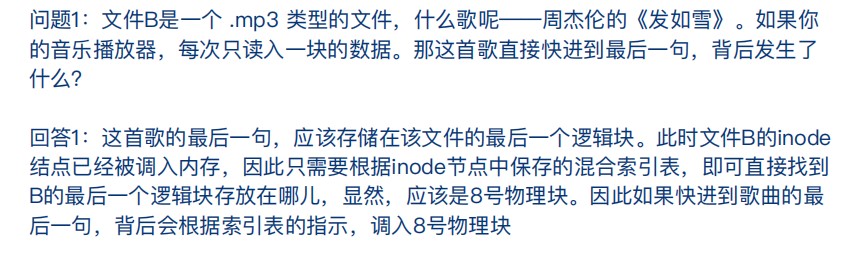 问题1：文件B是一个 .mp3 类型的文件，什么歌呢——周杰伦的《发如雪》。如果你
的音乐播放器，每次只读入一块的数据。那这首歌直接快进到最后一句，背后发生了
什么？
回答1：这首歌的最后一句，应该存储在该文件的最后一个逻辑块。此时文件B的inode
结点已经被调入内存，因此只需要根据inode节点中保存的混合索引表，即可直接找到
B的最后一个逻辑块存放在哪儿，显然，应该是8号物理块。因此如果快进到歌曲的最
后一句，背后会根据索引表的指示，调入8号物理块